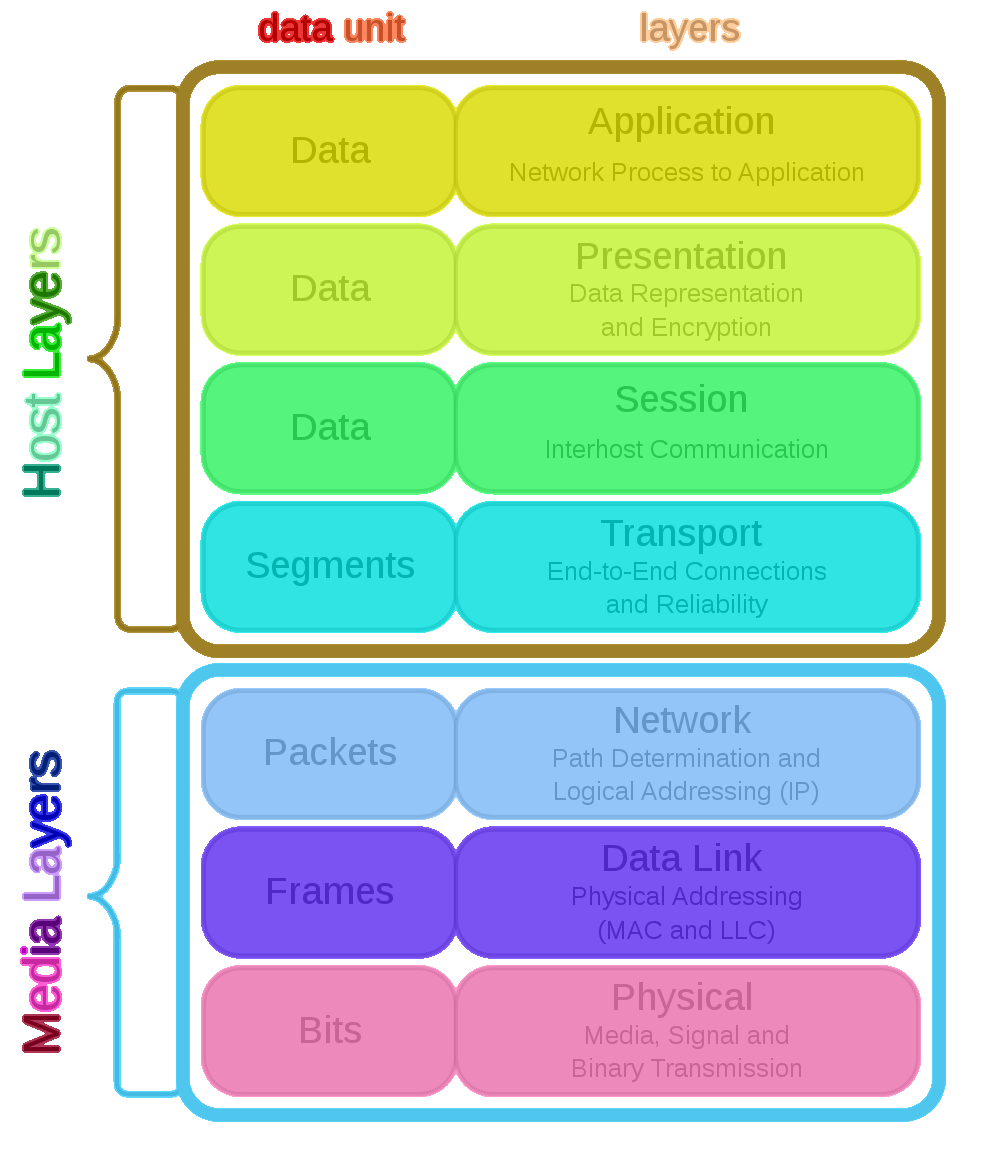 data unit
layers
Host Layers
Data
Application
Network Process to Application
Data
Presentation
Data Representation
and Encryption
Data
Session
Interhost Communication
Segments
Transport
End-to-End Connections
and Reliability
Media Layers
Packets
Network
Path Determination and
Logical Addressing (IP)
Frames
Data Link
Physical Addressing
(MAC and LLC)
Bits
Physical
Media, Signal and
Binary Transmission